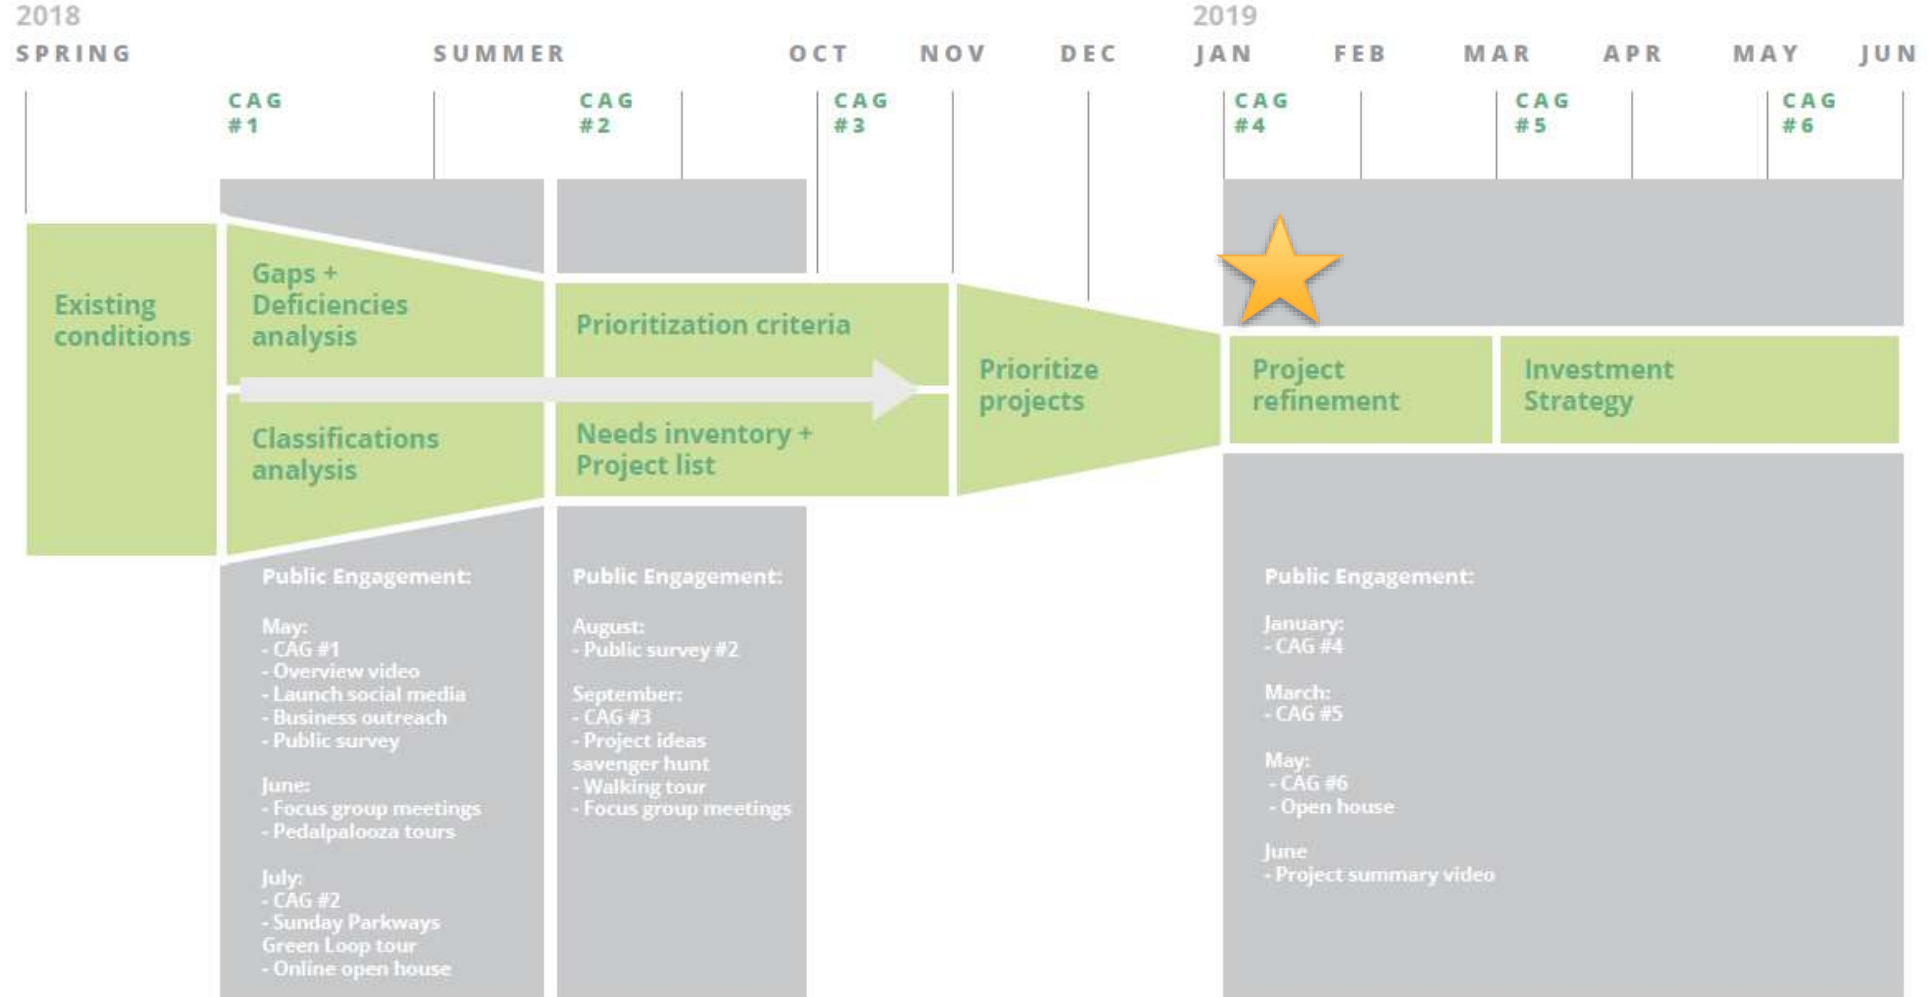 2018
2019
SPRING
SUMMER
OCT
NOV
DEC
JAN
FEB
MAR
APR
MAY
JUN
CAG
#1
CAG
#2
CAG
#3
CAG
#4
CAG
#5
CAG
#6
Existing
conditions
Gaps +
Deficiencies
analysis
Classifications
analysis
Prioritization criteria
Needs inventory +
Project list
Prioritize
projects
Project
refinement
Investment
Strategy
Public Engagement:
May:
- CAG #1
- Overview video
- Launch social media
- Business outreach
- Public survey
June:
- Focus group meetings
- Pedalpalooza tours
July:
- CAG #2
- Sunday Parkways
Green Loop tour
- Online open house
Public Engagement:
August:
- Public survey #2
September:
- CAG #3
- Project ideas
savenger hunt
- Walking tour
- Focus group meetings
Public Engagement:
January:
- CAG #4
March:
- CAG #5
May:
- CAG #6
- Open house
June
- Project summary video